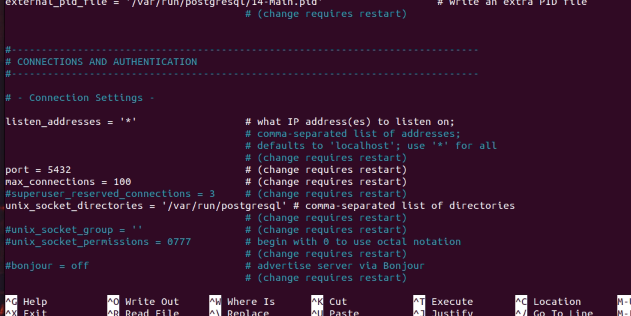 external_pid_file = '/var/run/postgresql/14-main.pid' # write an extra PID file
# (change requires restart)
#------------------------------------------------------------------------------
# CONNECTIONS AND AUTHENTICATION
#------------------------------------------------------------------------------
# - Connection Settings -
listen_addresses = '*' # what IP address(es) to listen on;
# comma-separated list of addresses;
# defaults to 'localhost'; use '*' for all
# (change requires restart)
port = 5432 # (change requires restart)
max_connections = 100 # (change requires restart)
#superuser_reserved_connections = 3 # (change requires restart)
unix_socket_directories = '/var/run/postgresql' # comma-separated list of directories
# (change requires restart)
#unix_socket_group = '' # (change requires restart)
#unix_socket_permissions = 0777 # begin with 0 to use octal notation
# (change requires restart)
#bonjour = off # advertise server via Bonjour
# (change requires restart)
^G Help ^O Write Out ^W Where Is ^K Cut ^T Execute ^C Location
^X Exit ^R Read File ^\ Replace ^U Paste ^J Justify ^/ Go To Line